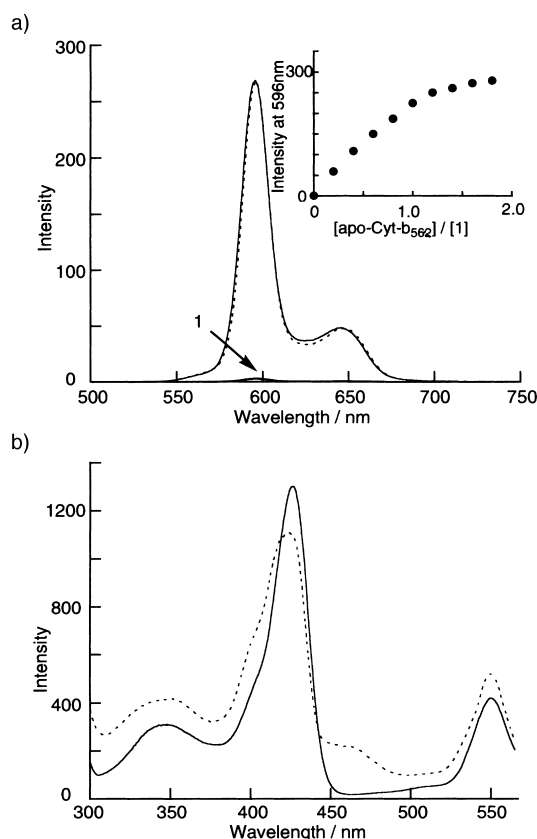 a)
300
200
100
0
Intensity
500 550 600 650 700 750
Wavelength / nm
1
300
0
Intensity at 596nm
0 1.0 2.0
[apo-Cyt-b562] / [1]
b)
1200
800
400
0
Intensity
300 350 400 450 500 550
Wavelength / nm